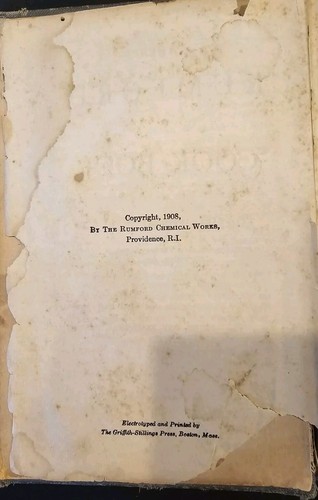 Copyright, 1908,
By The Rumford Chemical Works,
Providence, R.I.
Electrotyped and Printed by
The Griffith-Stillings Press, Boston, Mass.